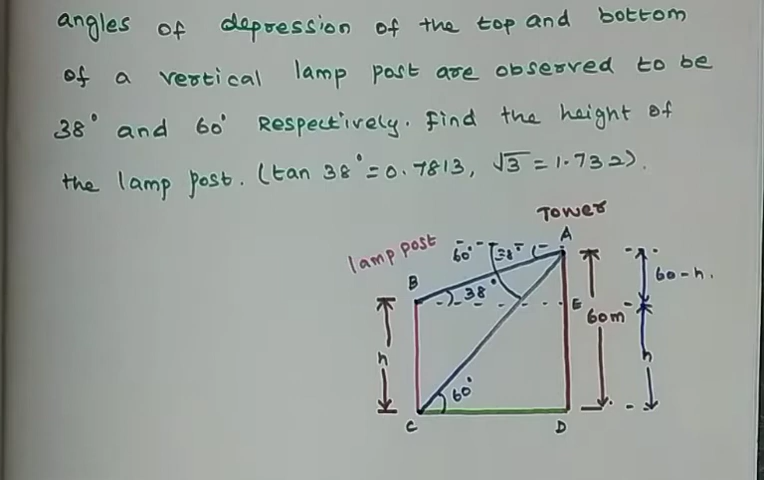 angles of depression of the top and bottom
of a vertical lamp post are observed to be
38° and 60° Respectively. Find the height of
the lamp post. (tan 38°=0.7813, √3=1.732).
Tower
A
lamp post
60°
38°
60-h.
B
38°
E
60m
h
h
60°
C
D